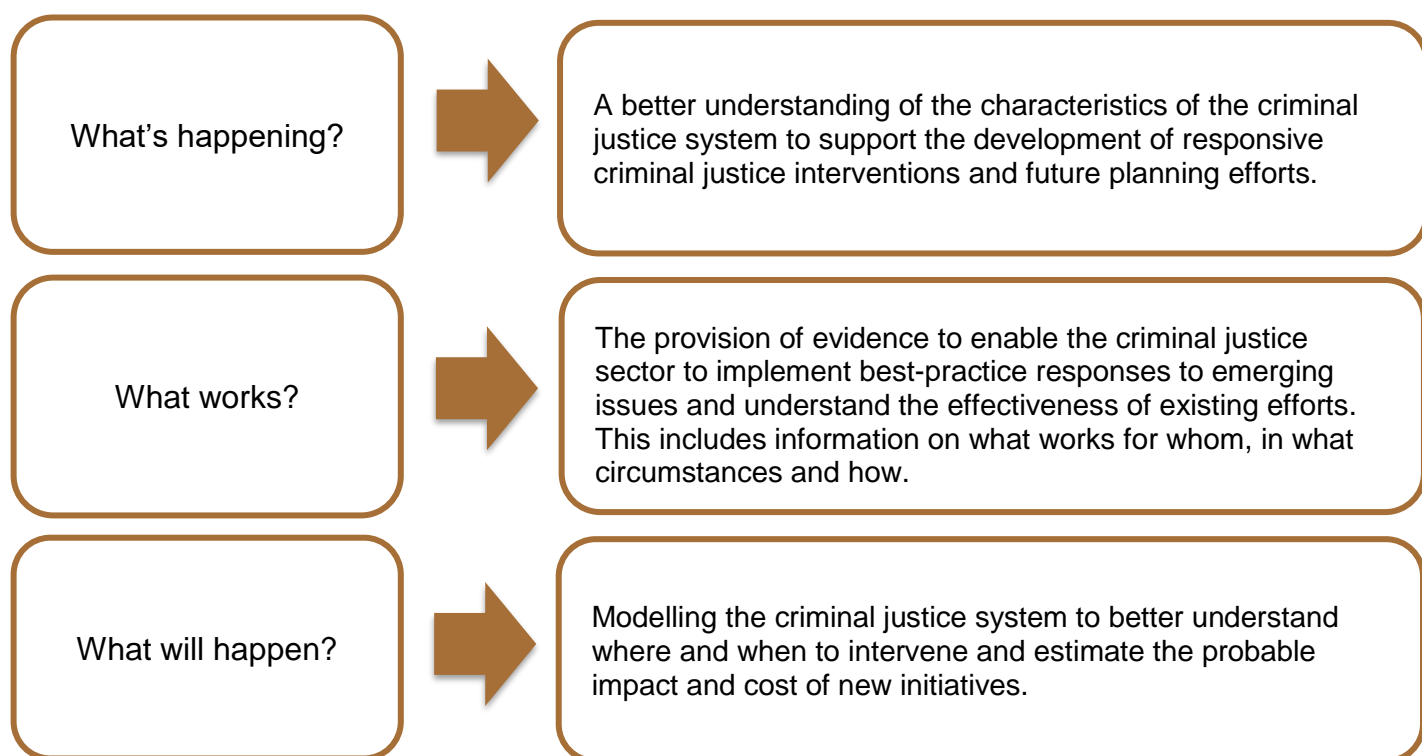 What’s happening?
A better understanding of the characteristics of the criminal
justice system to support the development of responsive
criminal justice interventions and future planning efforts.
What works?
The provision of evidence to enable the criminal justice
sector to implement best-practice responses to emerging
issues and understand the effectiveness of existing efforts.
This includes information on what works for whom, in what
circumstances and how.
What will happen?
Modelling the criminal justice system to better understand
where and when to intervene and estimate the probable
impact and cost of new initiatives.